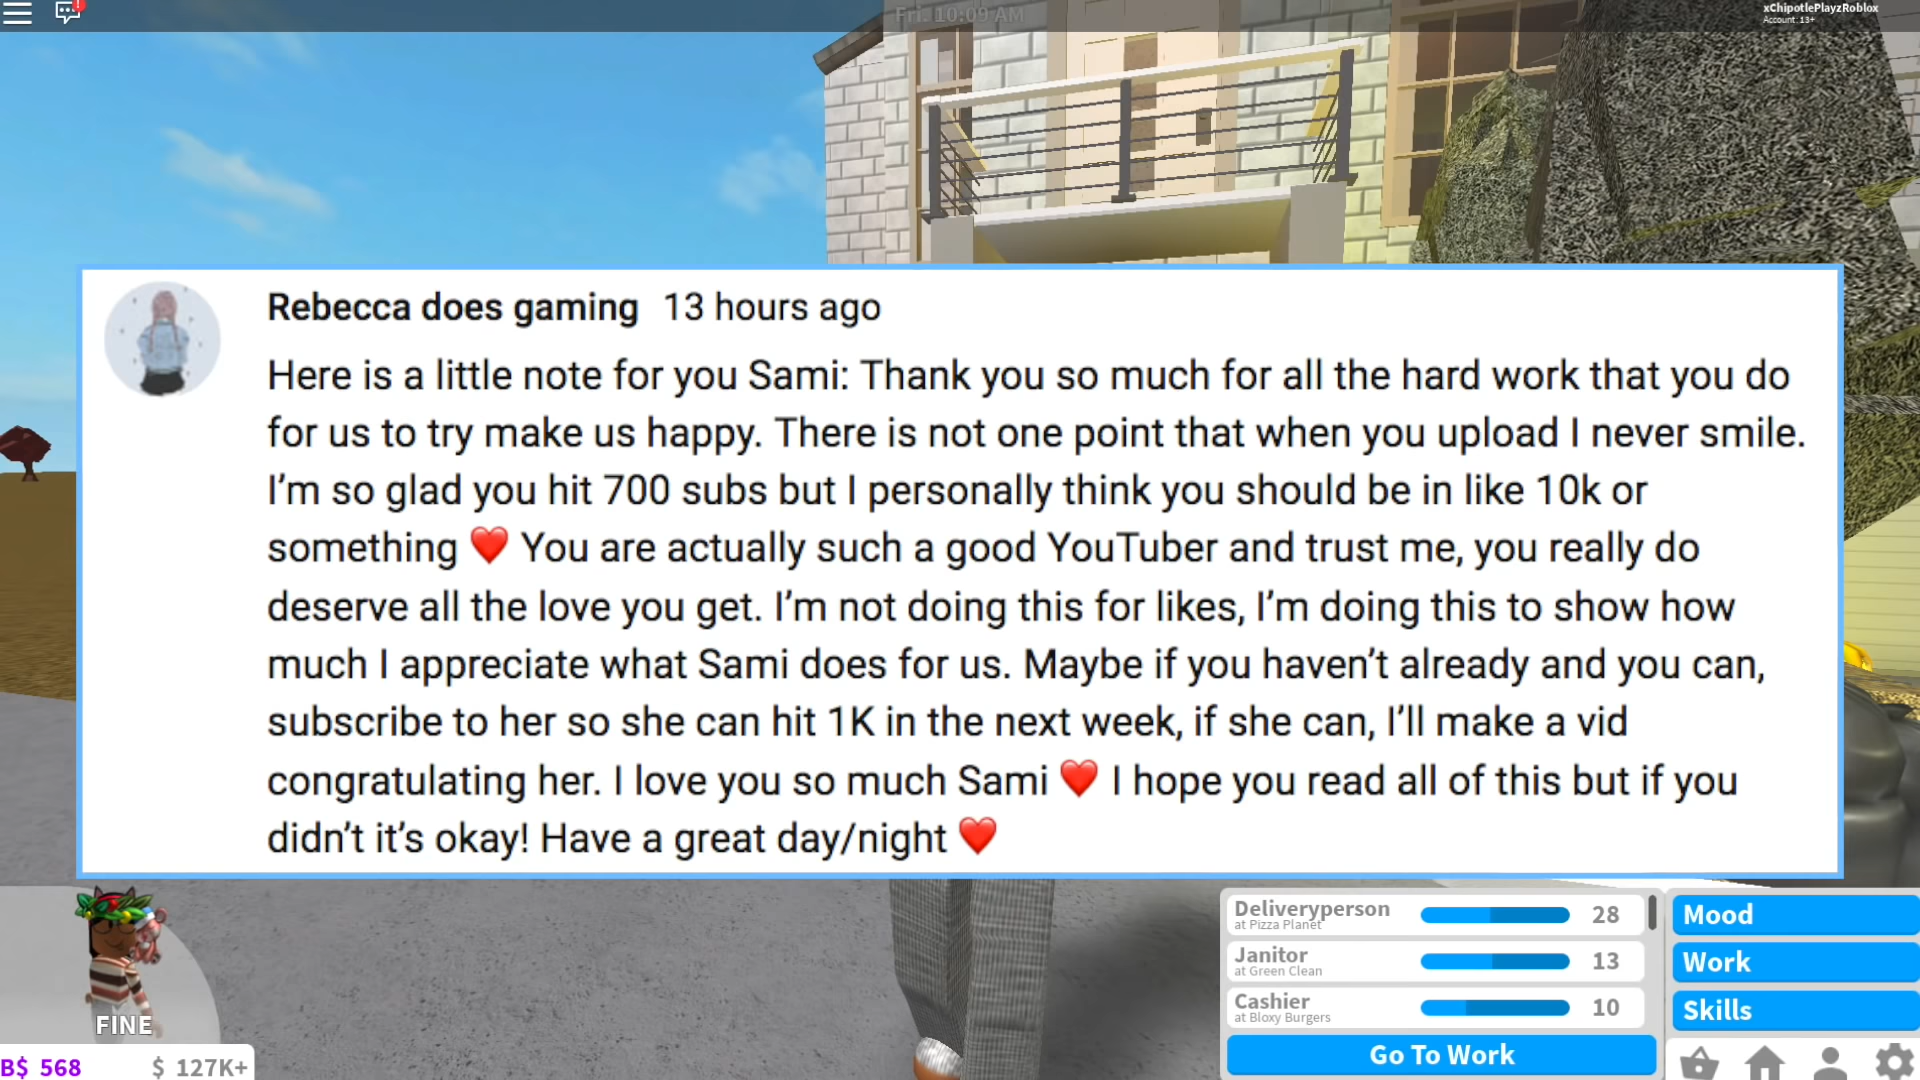 Fri. 10:09 AM
xChipotlePlayzRoblox
Account: 13+
Rebecca does gaming 13 hours ago
Here is a little note for you Sami: Thank you so much for all the hard work that you do
for us to try make us happy. There is not one point that when you upload I never smile.
I’m so glad you hit 700 subs but I personally think you should be in like 10k or
something ❤️ You are actually such a good YouTuber and trust me, you really do
deserve all the love you get. I’m not doing this for likes, I’m doing this to show how
much I appreciate what Sami does for us. Maybe if you haven’t already and you can,
subscribe to her so she can hit 1K in the next week, if she can, I’ll make a vid
congratulating her. I love you so much Sami ❤️ I hope you read all of this but if you
didn’t it’s okay! Have a great day/night ❤️
FINE
B$ 568 $ 127K+
Deliveryperson 28
at Pizza Planet
Janitor 13
at Green Clean
Cashier 10
at Bloxy Burgers
Go To Work
Mood
Work
Skills